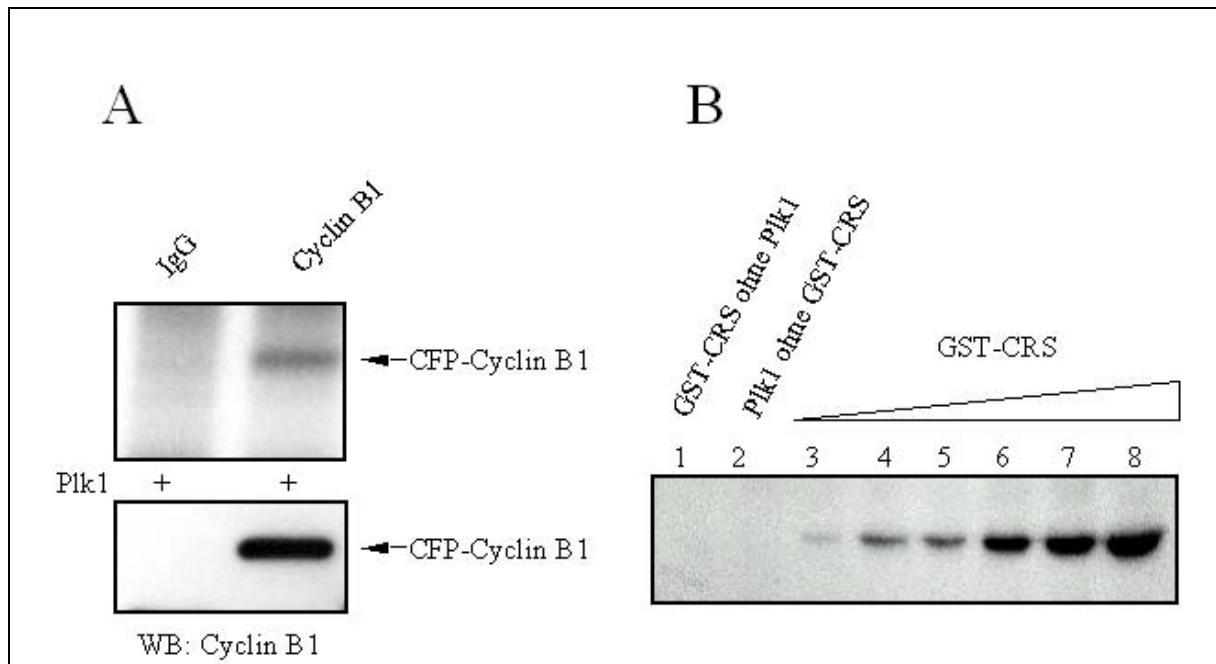 A
IgG
Cyclin B1
CFP-Cyclin B1
Plk1 + +
CFP-Cyclin B1
WB: Cyclin B1
B
GST-CRS ohne Plk1
Plk1 ohne GST-CRS
GST-CRS
1 2 3 4 5 6 7 8